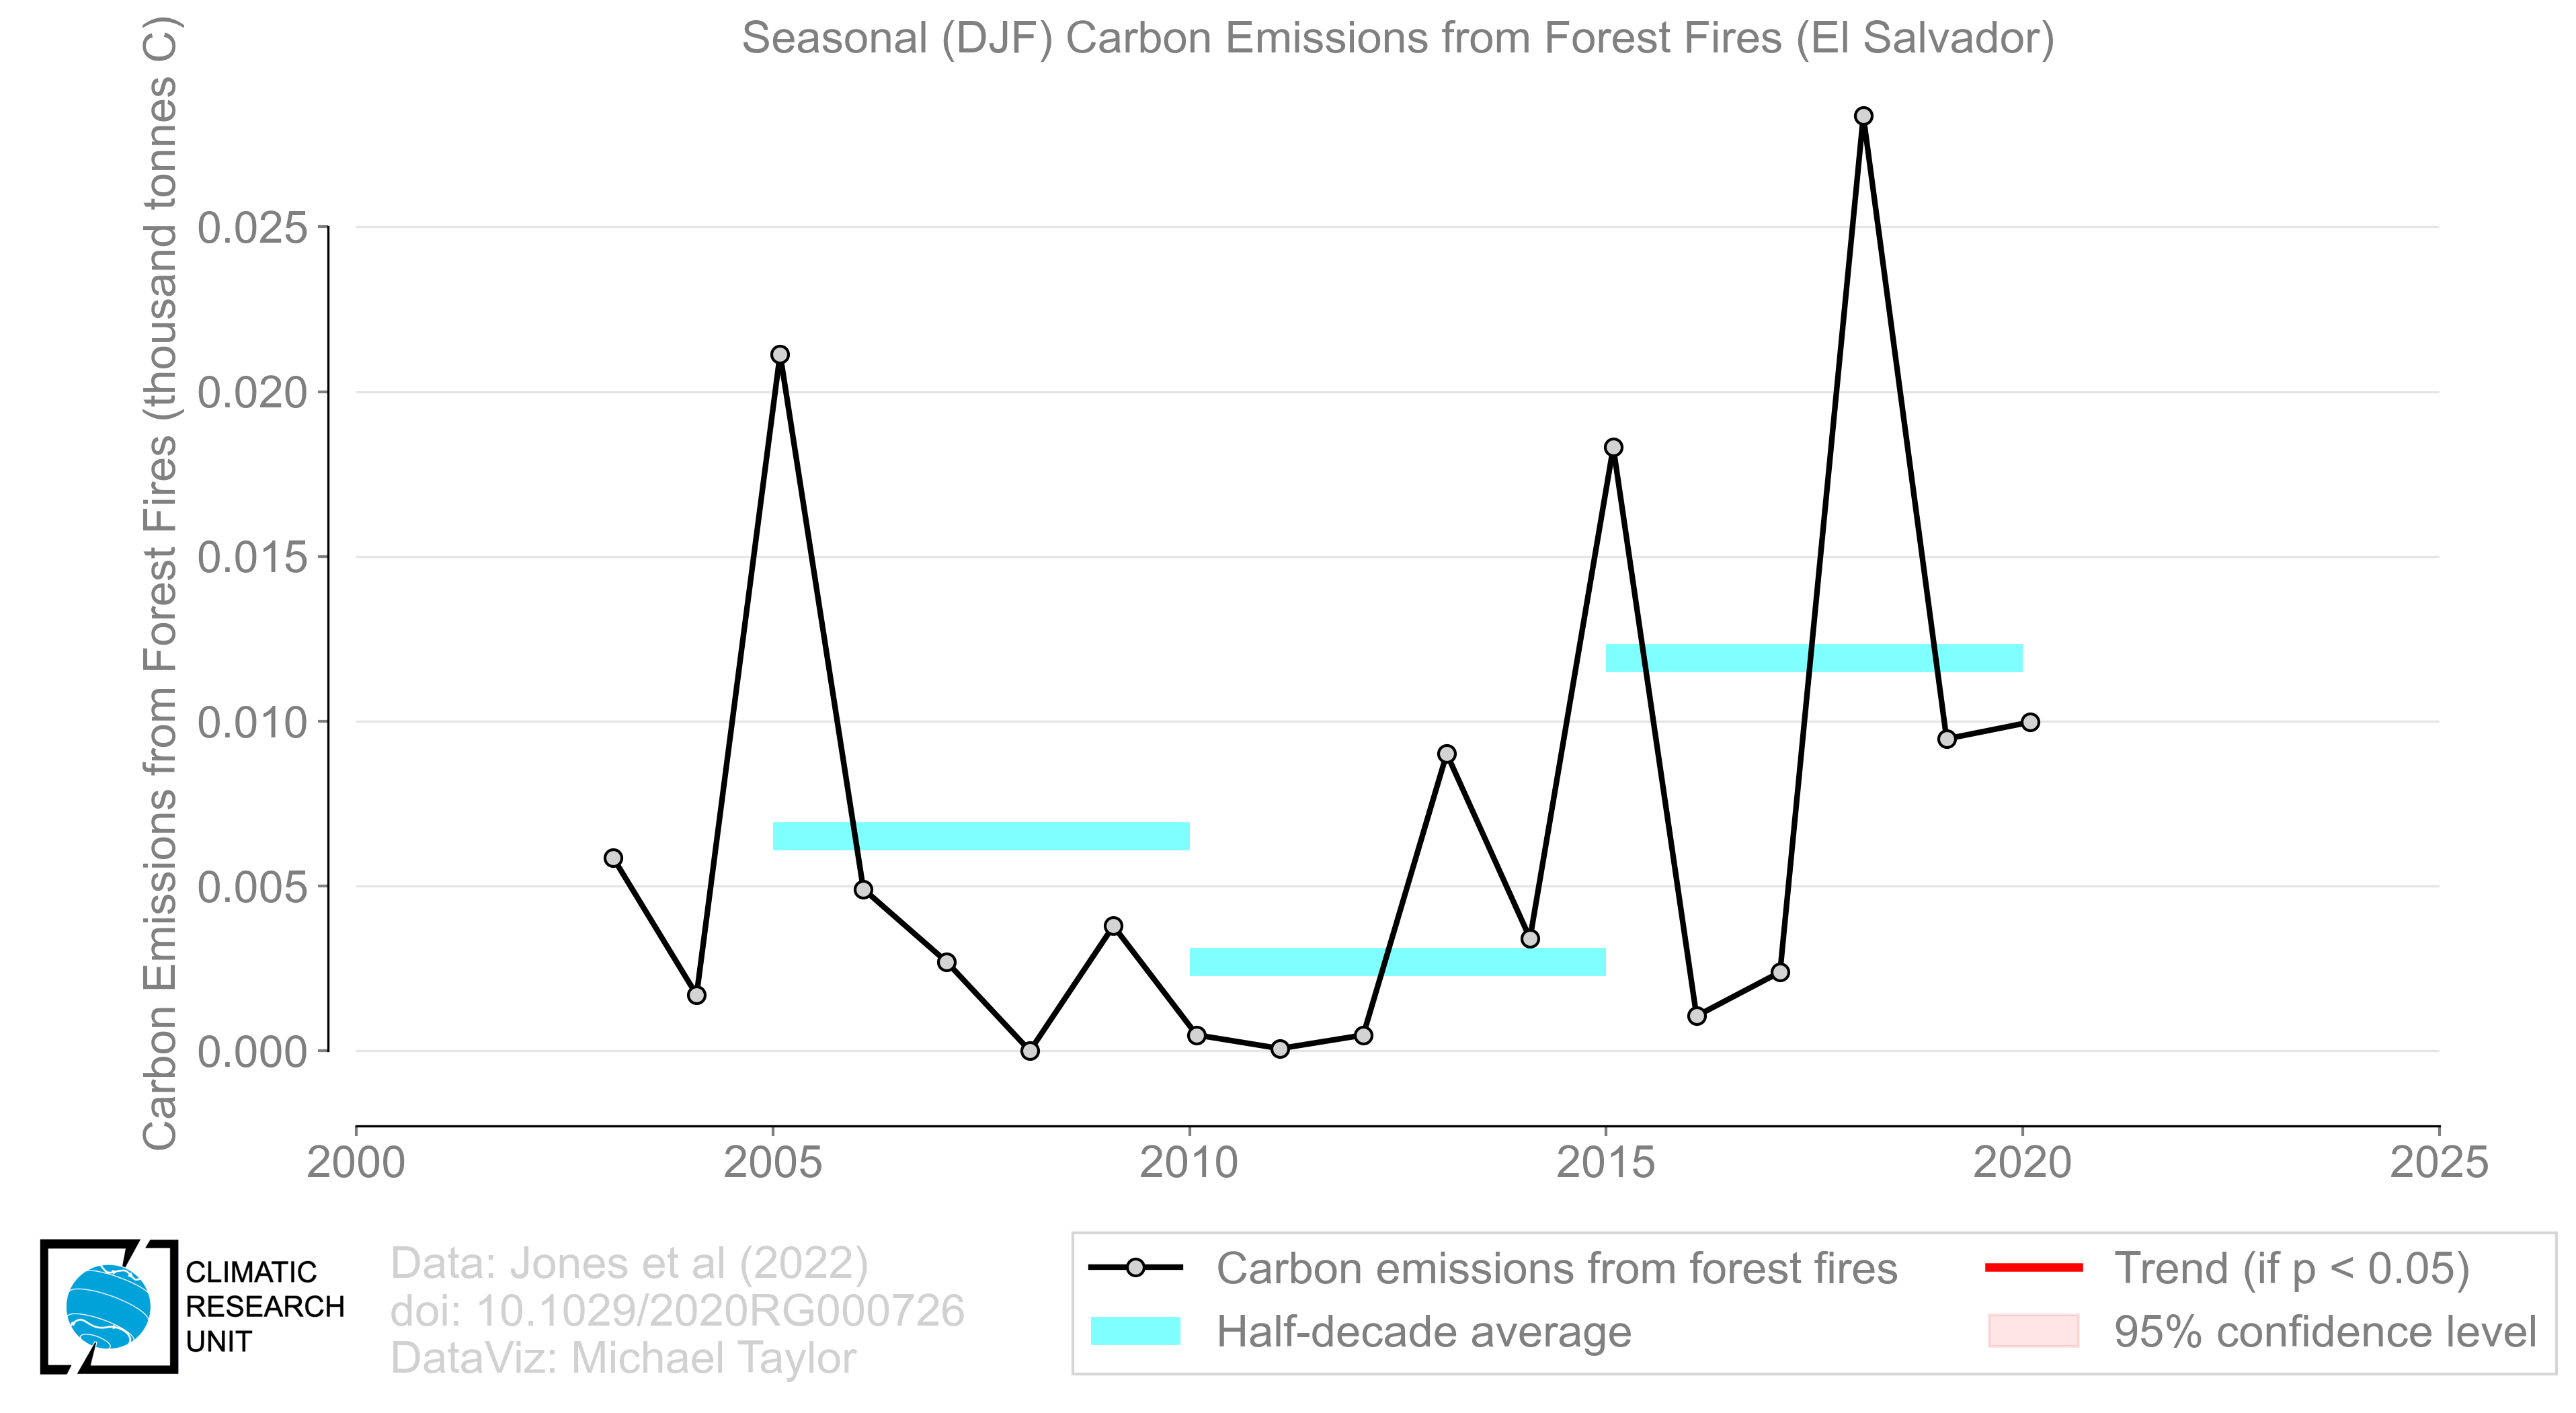 Seasonal (DJF) Carbon Emissions from Forest Fires (El Salvador)
Carbon Emissions from Forest Fires (thousand tonnes C)
0.025
0.020
0.015
0.010
0.005
0.000
2000
2005
2010
2015
2020
2025
CLIMATIC
RESEARCH
UNIT
Data: Jones et al (2022)
doi: 10.1029/2020RG000726
DataViz: Michael Taylor
Carbon emissions from forest fires
Half-decade average
Trend (if p < 0.05)
95% confidence level